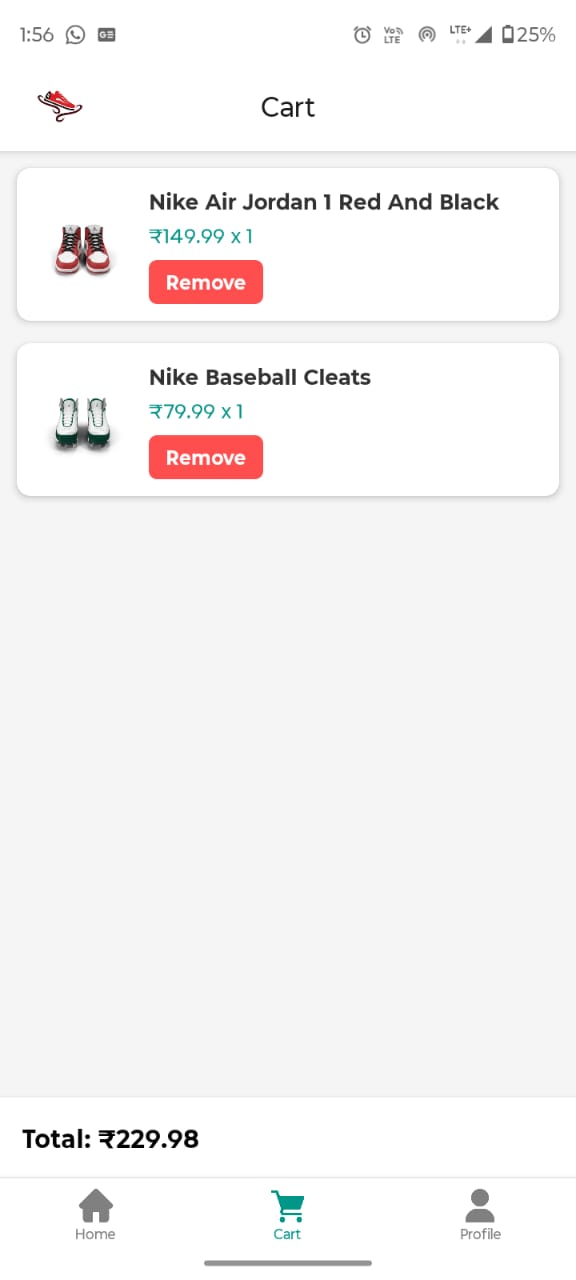 1:56 GE Vo LTE LTE+ 25%
Cart
Nike Air Jordan 1 Red And Black
₹149.99 x 1
Remove
Nike Baseball Cleats
₹79.99 x 1
Remove
Total: ₹229.98
Home Cart Profile